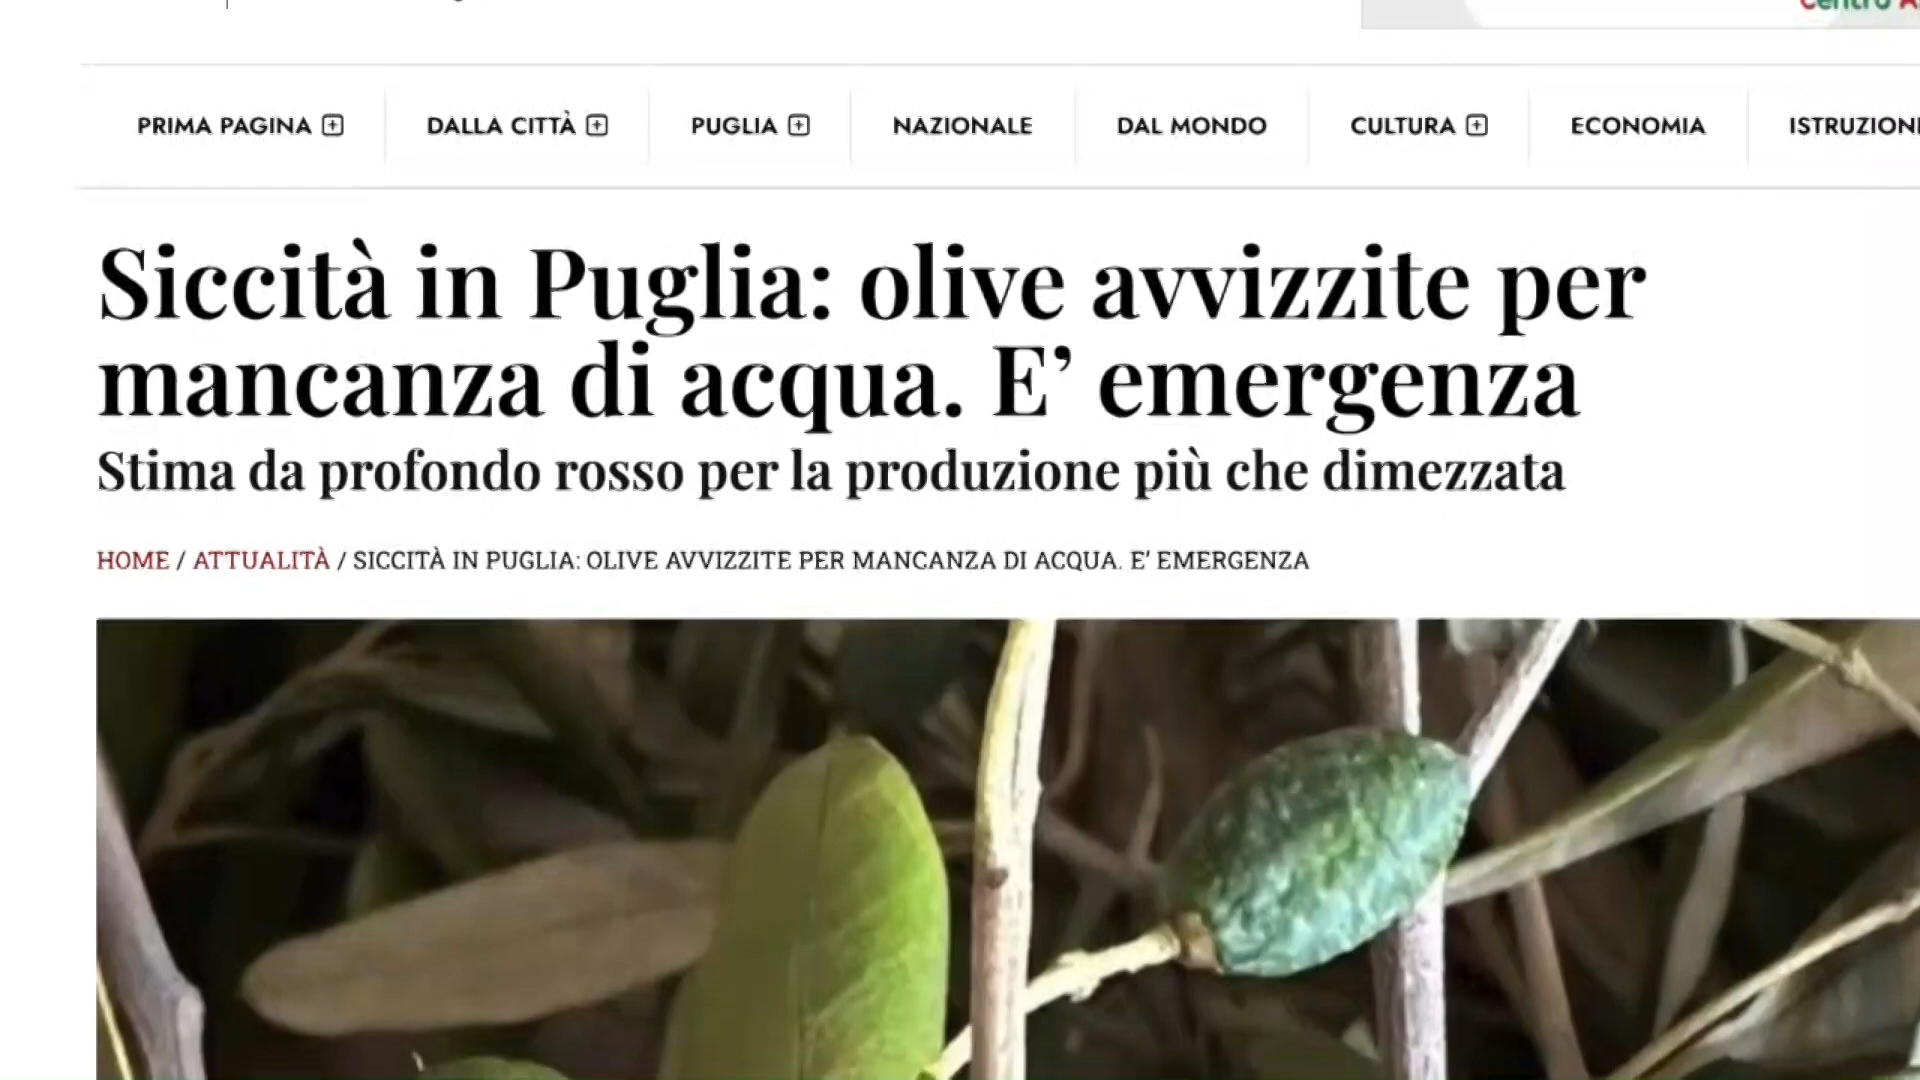 PRIMA PAGINA
DALLA CITTÀ
PUGLIA
NAZIONALE
DAL MONDO
CULTURA
ECONOMIA
Siccità in Puglia: olive avvizzite per
mancanza di acqua. E’ emergenza
Stima da profondo rosso per la produzione più che dimezzata
HOME / ATTUALITÀ / SICCITÀ IN PUGLIA: OLIVE AVVIZZITE PER MANCANZA DI ACQUA. E’ EMERGENZA